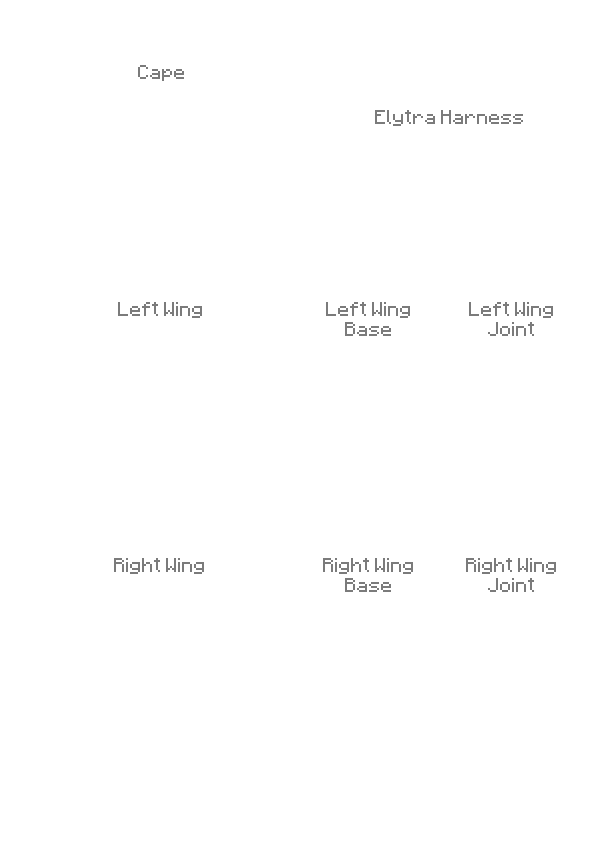 Cape
Elytra Harness
Left Wing
Left Wing
Base
Left Wing
Joint
Right Wing
Right Wing
Base
Right Wing
Joint